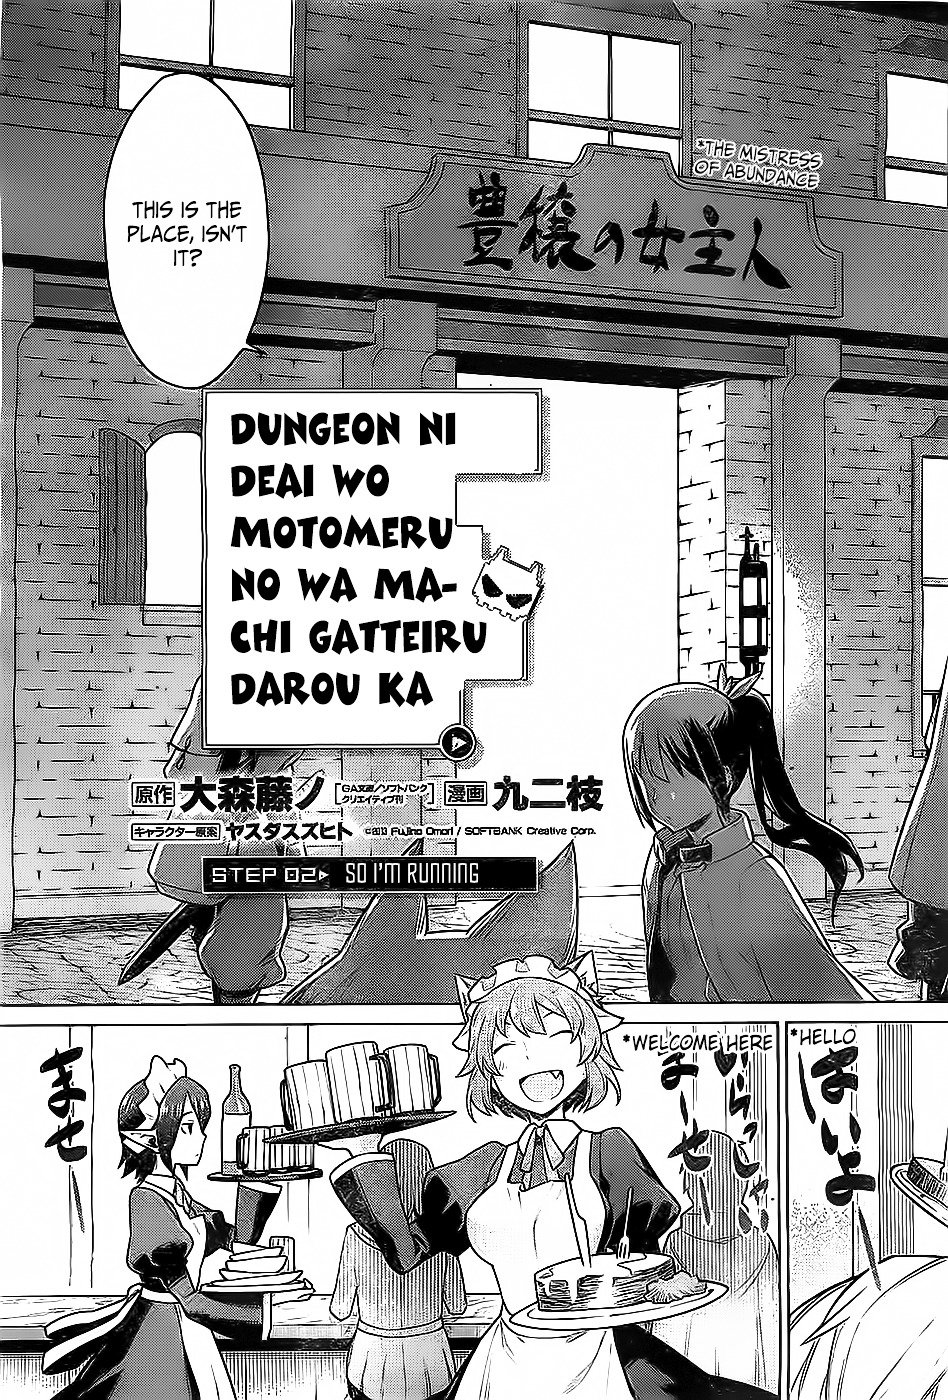 THIS IS THE
PLACE, ISN'T
IT?
*THE MISTRESS
OF ABUNDANCE
豊穣の女主人
DUNGEON NI
DEAI WO
MOTOMERU
NO WA MA-
CHI GATTEIRU
DAROU KA
原作 大森藤ノ [GA文庫/ソフトバンク
クリエイティブ刊] 漫画 九二枝
キャラクター原案 ヤスダスズヒト ©2013 Fujino Omori / SOFTBANK Creative Corp.
STEP 02▶ SO I'M RUNNING
*HELLO
はいよ
*WELCOME HERE
いらっしゃい
まーせ
ませ